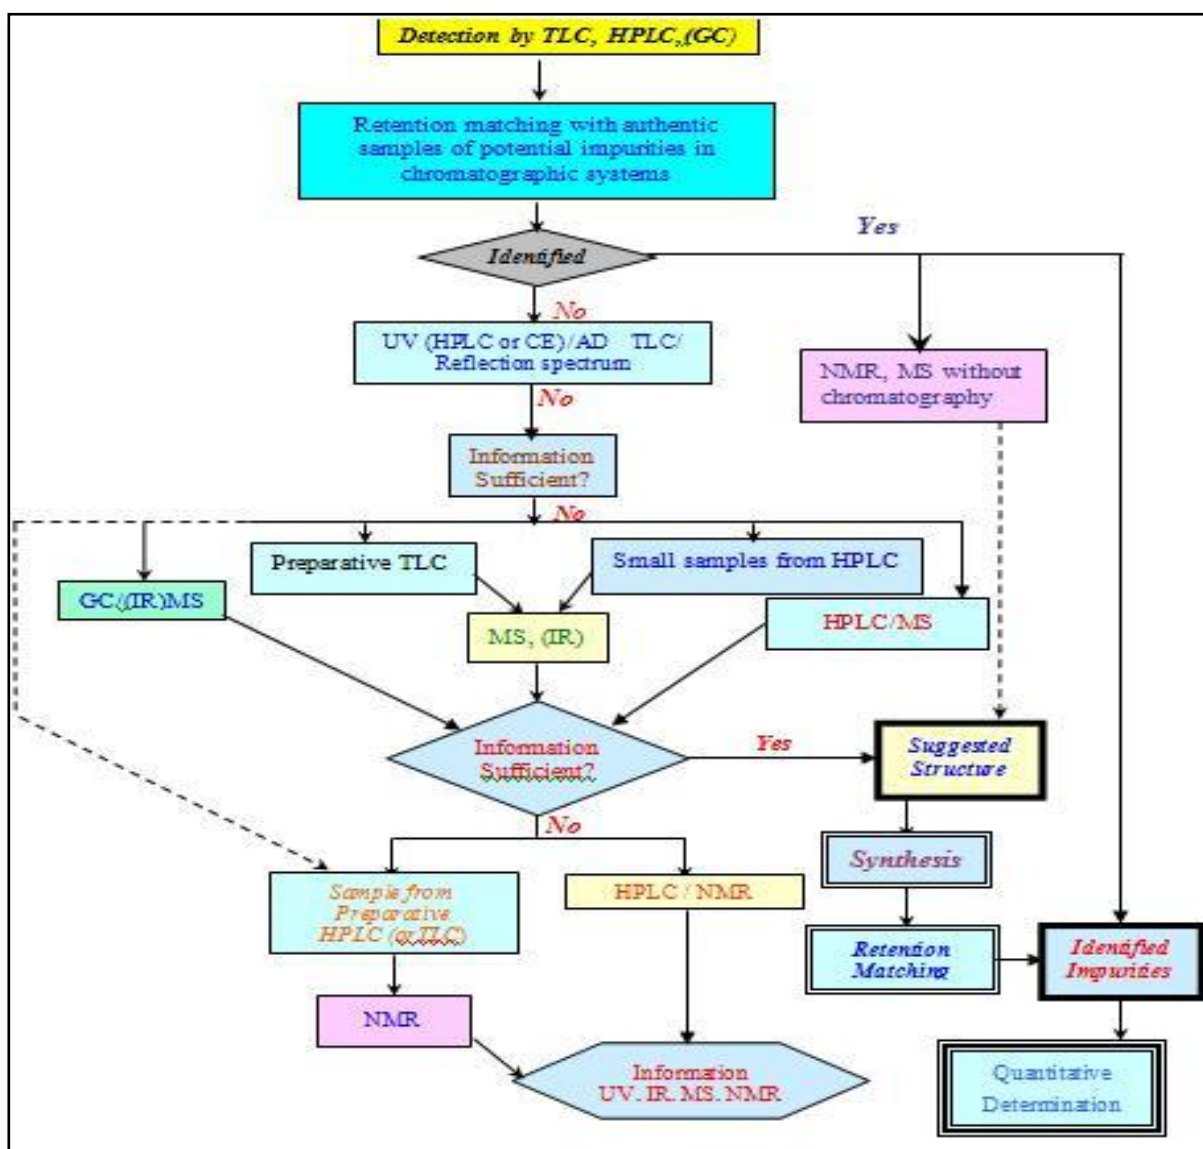 Detection by TLC, HPLC,,(GC)
Retention matching with authentic
samples of potential impurities in
chromatographic systems
Yes
Identified
No
UV (HPLC or CE) /AD TLC/
Reflection spectrum
NMR, MS without
chromatography
No
Information
Sufficient?
No
Preparative TLC
Small samples from HPLC
GC/(IR)MS
MS, (IR)
HPLC/MS
Information
Sufficient?
Yes
Suggested
Structure
No
Synthesis
Sample from
Preparative
HPLC (or TLC)
HPLC / NMR
Retention
Matching
Identified
Impurities
NMR
Information
UV. IR. MS. NMR
Quantitative
Determination